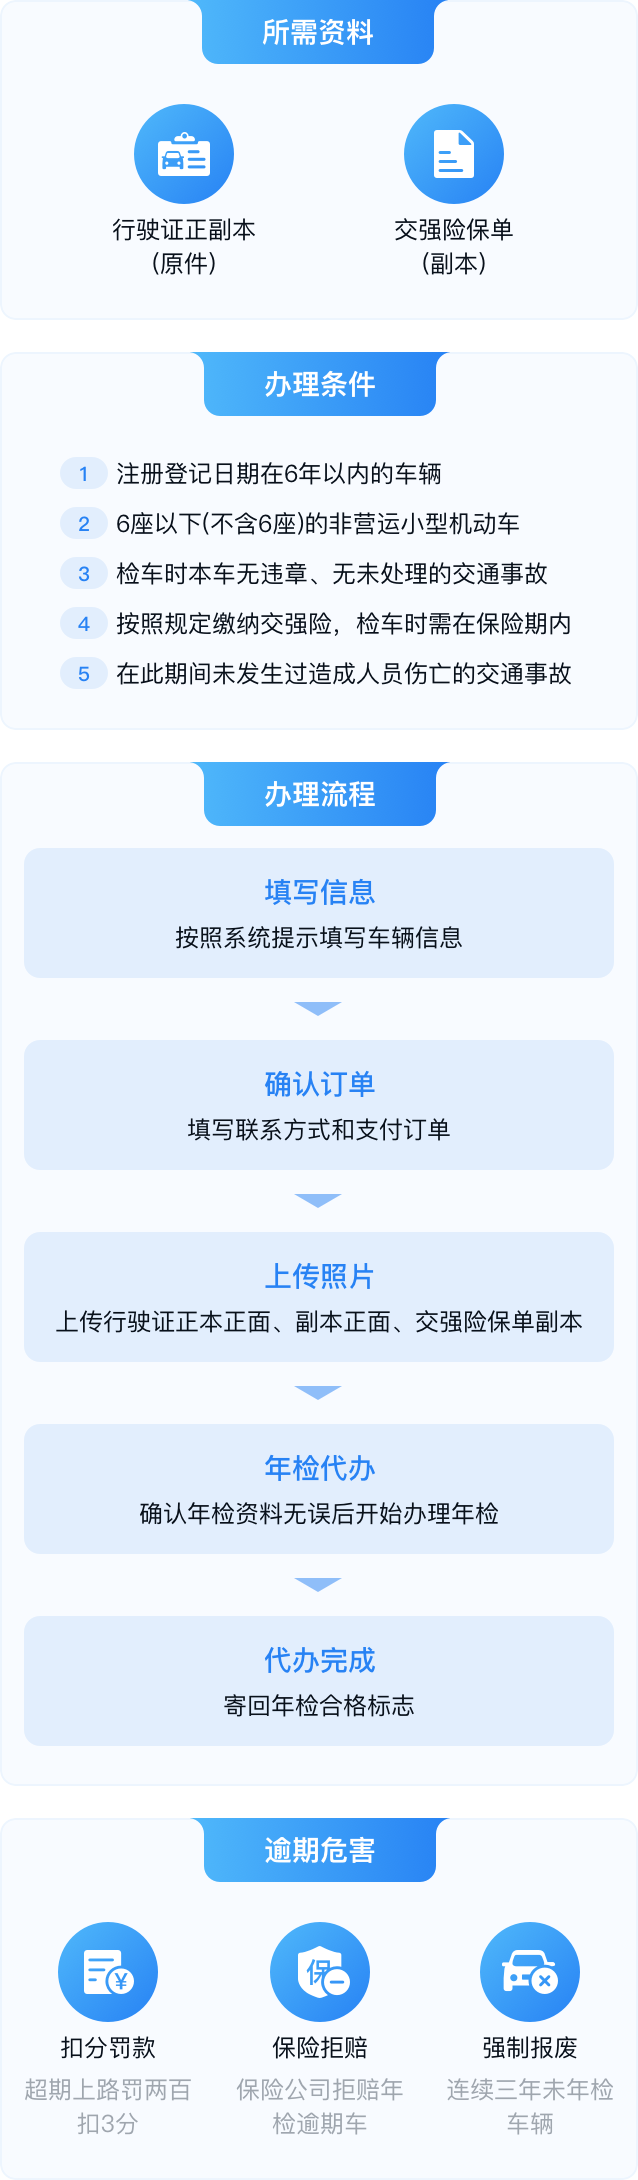 所需资料
行驶证正副本
(原件)
交强险保单
(副本)
办理条件
1 注册登记日期在6年以内的车辆
2 6座以下(不含6座)的非营运小型机动车
3 检车时本车无违章、无未处理的交通事故
4 按照规定缴纳交强险，检车时需在保险期内
5 在此期间未发生过造成人员伤亡的交通事故
办理流程
填写信息
按照系统提示填写车辆信息
确认订单
填写联系方式和支付订单
上传照片
上传行驶证正本正面、副本正面、交强险保单副本
年检代办
确认年检资料无误后开始办理年检
代办完成
寄回年检合格标志
逾期危害
¥
扣分罚款
超期上路罚两百
扣3分
保
保险拒赔
保险公司拒赔年
检逾期车
强制报废
连续三年未年检
车辆